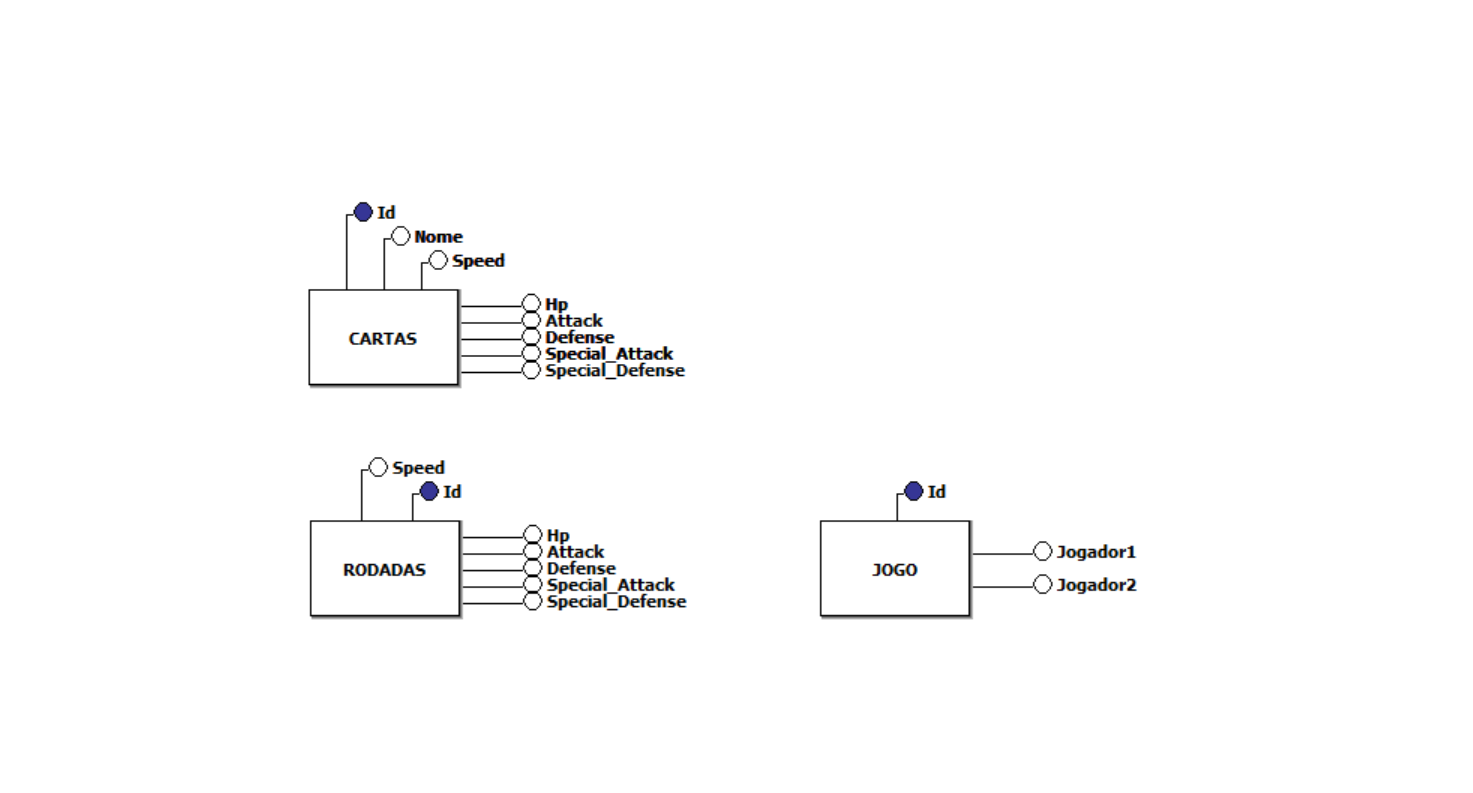 Id
Nome
Speed
CARTAS
Hp
Attack
Defense
Special_Attack
Special_Defense
Speed
Id
RODADAS
Hp
Attack
Defense
Special_Attack
Special_Defense
Id
JOGO
Jogador1
Jogador2